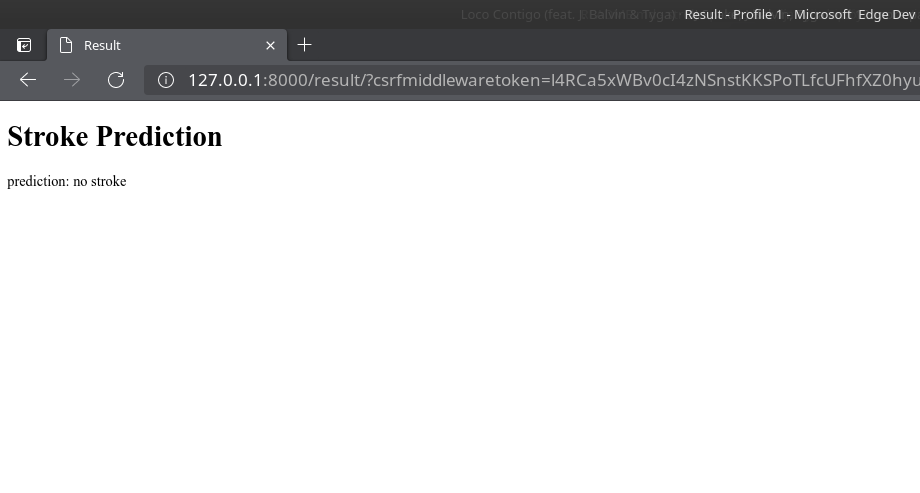 Loco Contigo (feat. J. Balvin & Tyga)
Result - Profile 1 - Microsoft Edge Dev
Result
127.0.0.1:8000/result/?csrfmiddlewaretoken=l4RCa5xWBv0cI4zNSnstKKSPoTLfcUFhfXZ0hyu
Stroke Prediction
prediction: no stroke